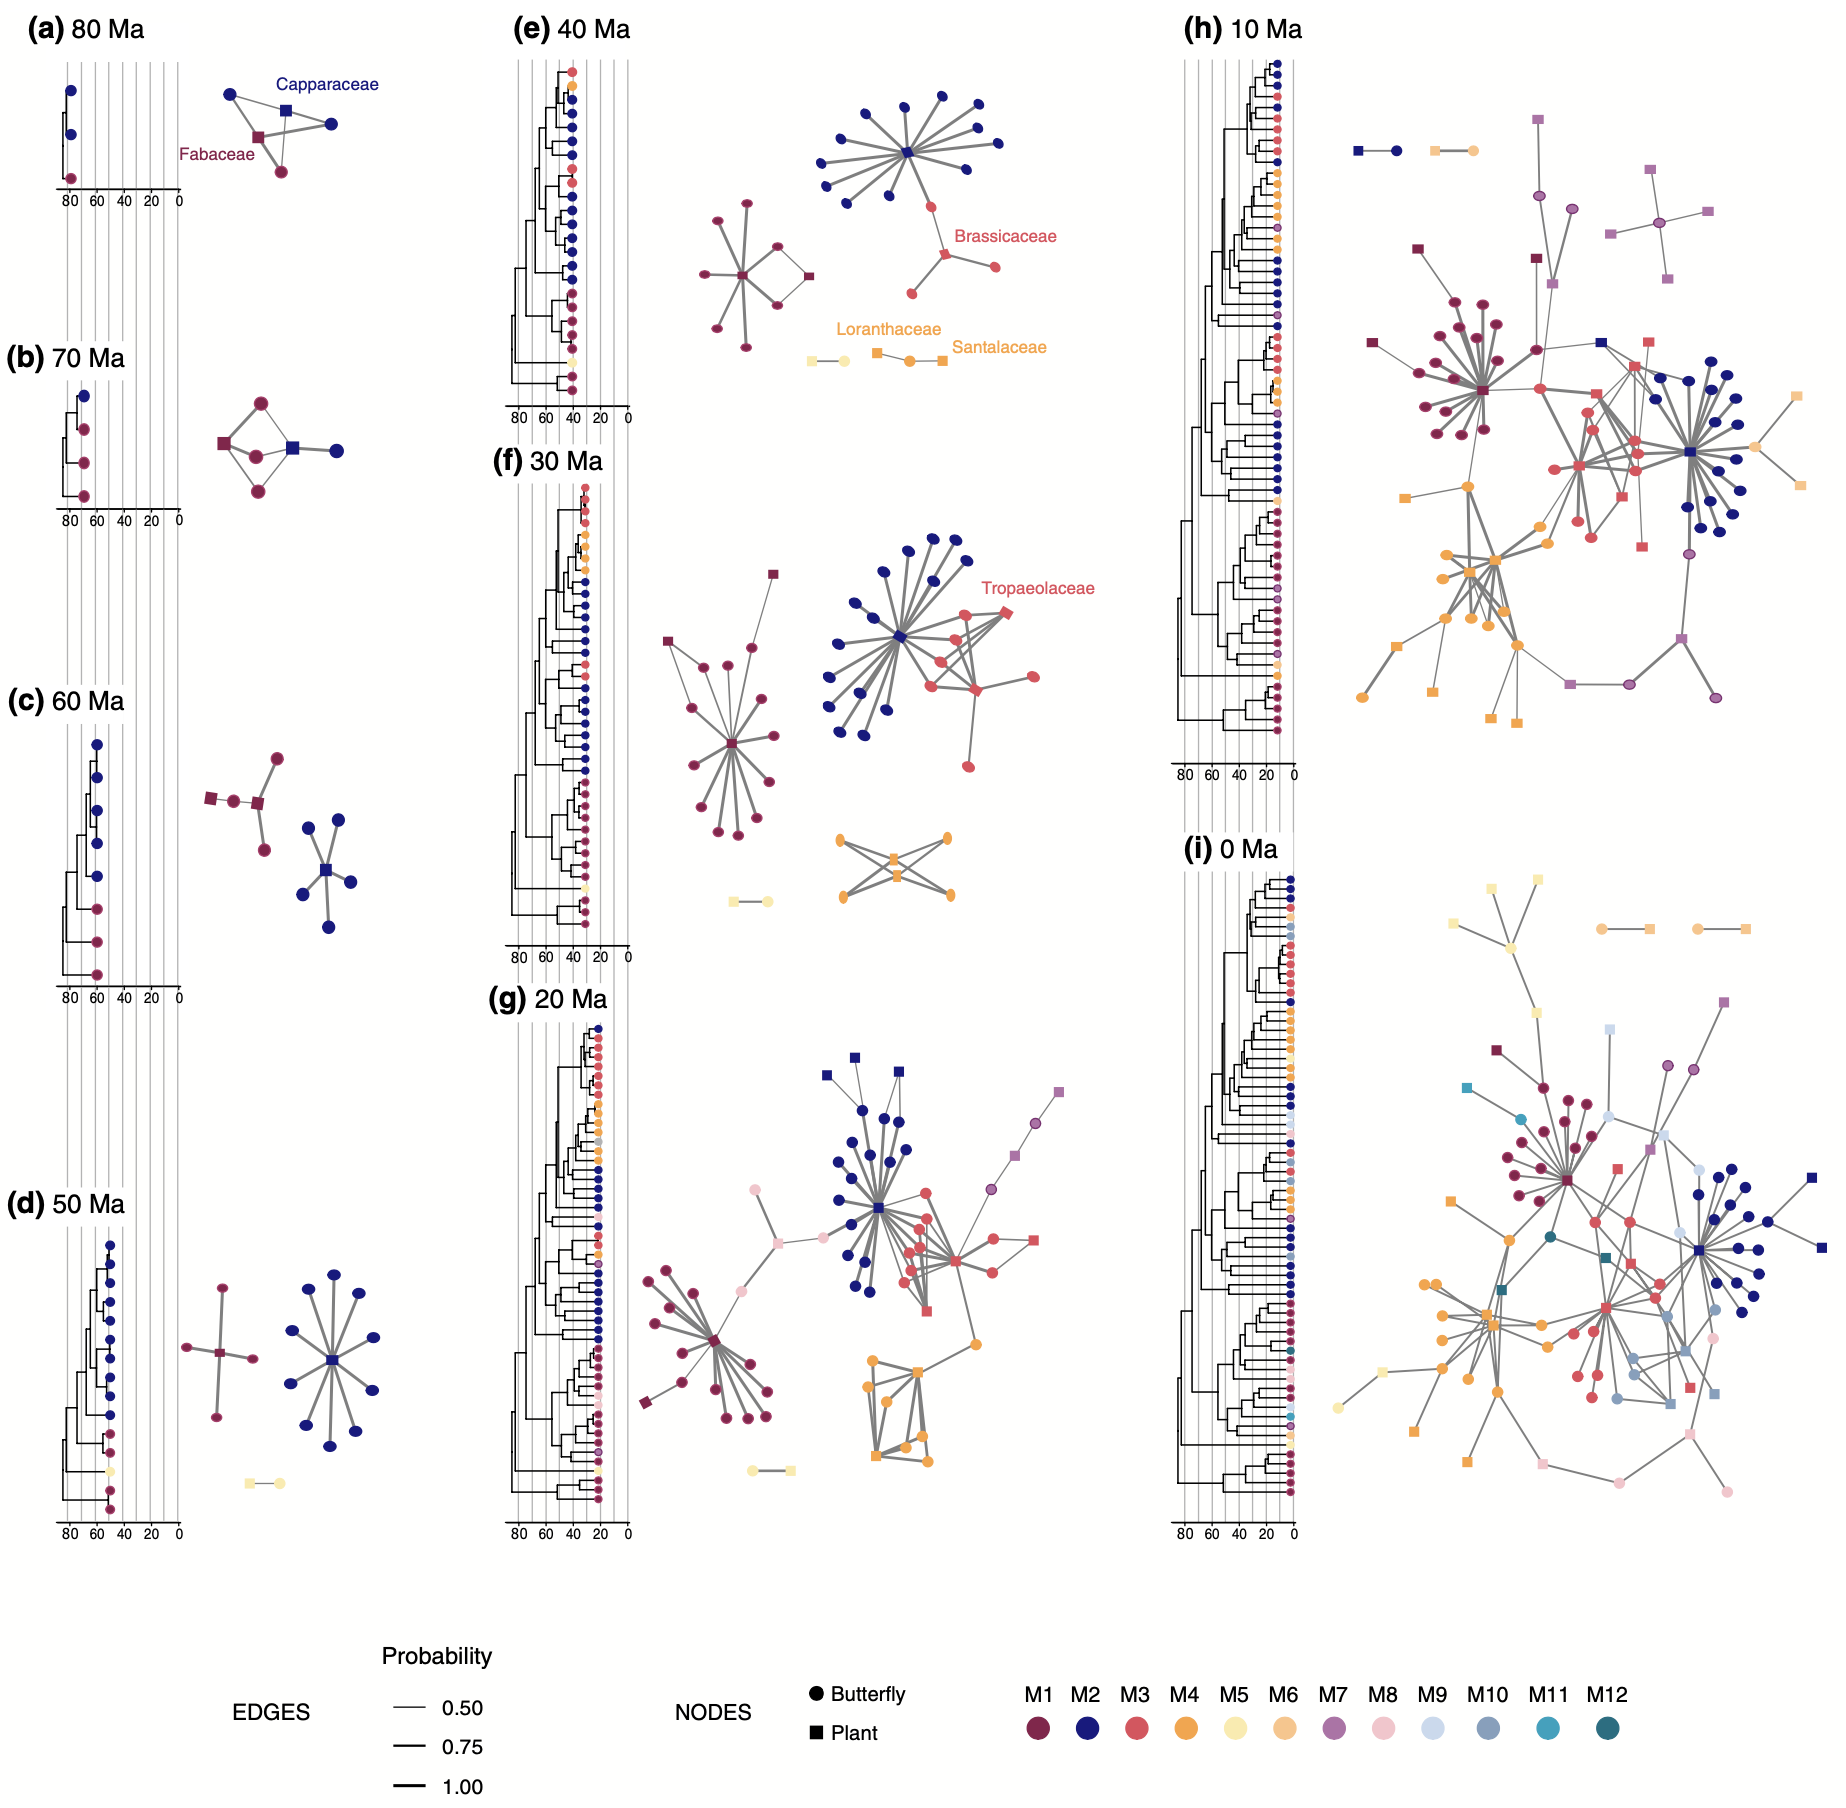 (a) 80 Ma
Capparaceae
Fabaceae
80 60 40 20 0
(b) 70 Ma
80 60 40 20 0
(c) 60 Ma
80 60 40 20 0
(d) 50 Ma
80 60 40 20 0
(e) 40 Ma
Brassicaceae
Loranthaceae
Santalaceae
80 60 40 20 0
(f) 30 Ma
Tropaeolaceae
80 60 40 20 0
(g) 20 Ma
80 60 40 20 0
(h) 10 Ma
80 60 40 20 0
(i) 0 Ma
80 60 40 20 0
Probability
EDGES
0.50
0.75
1.00
NODES
Butterfly
Plant
M1 M2 M3 M4 M5 M6 M7 M8 M9 M10 M11 M12